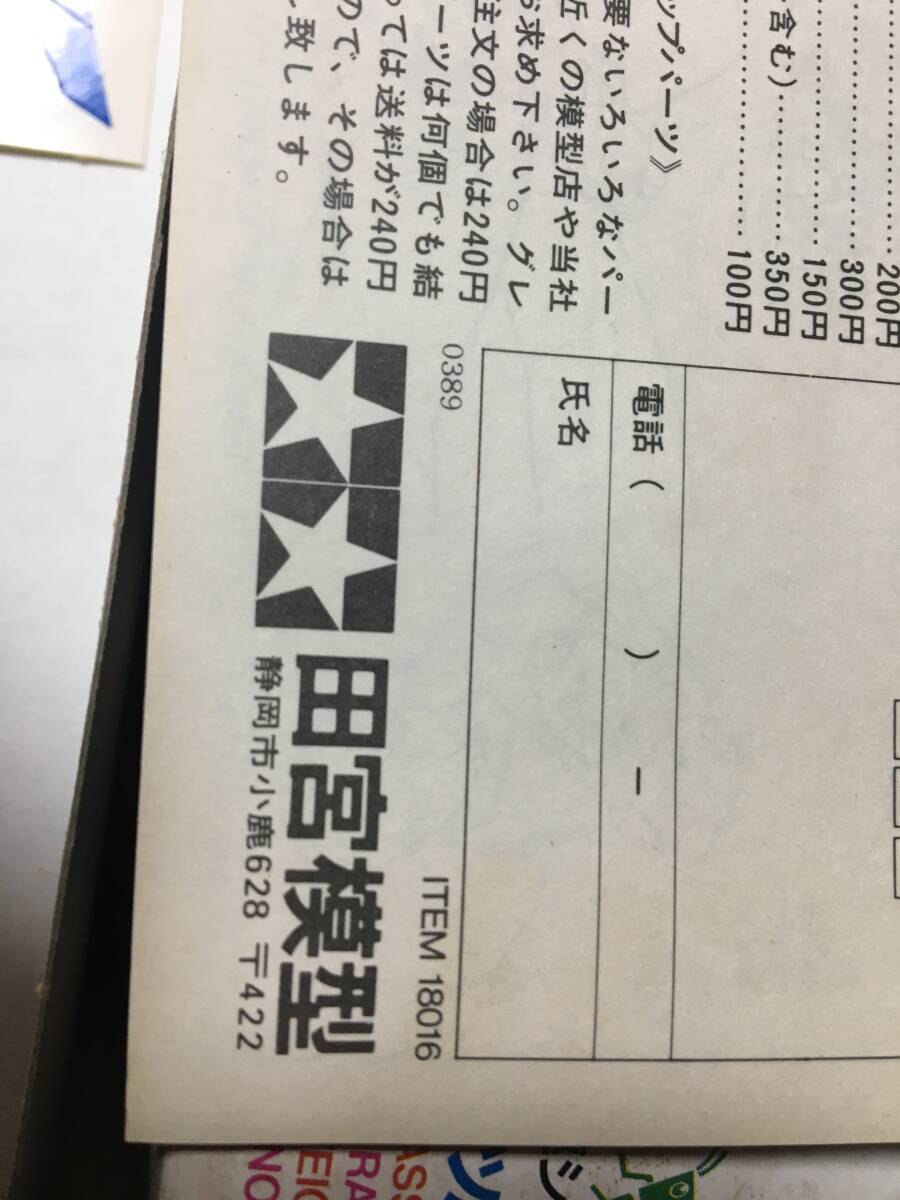 200円
300円
150円
含む)350円
100円
ップパーツ》
要ないろいろなパー
近くの模型店や当社
お求め下さい。グレ
主文の場合は240円
ーツは何個でも結
っては送料が240円
ので、その場合は
し致します。
電話( ) ー
氏名
0389
ITEM 18016
田宮模型
静岡市小鹿628 〒422